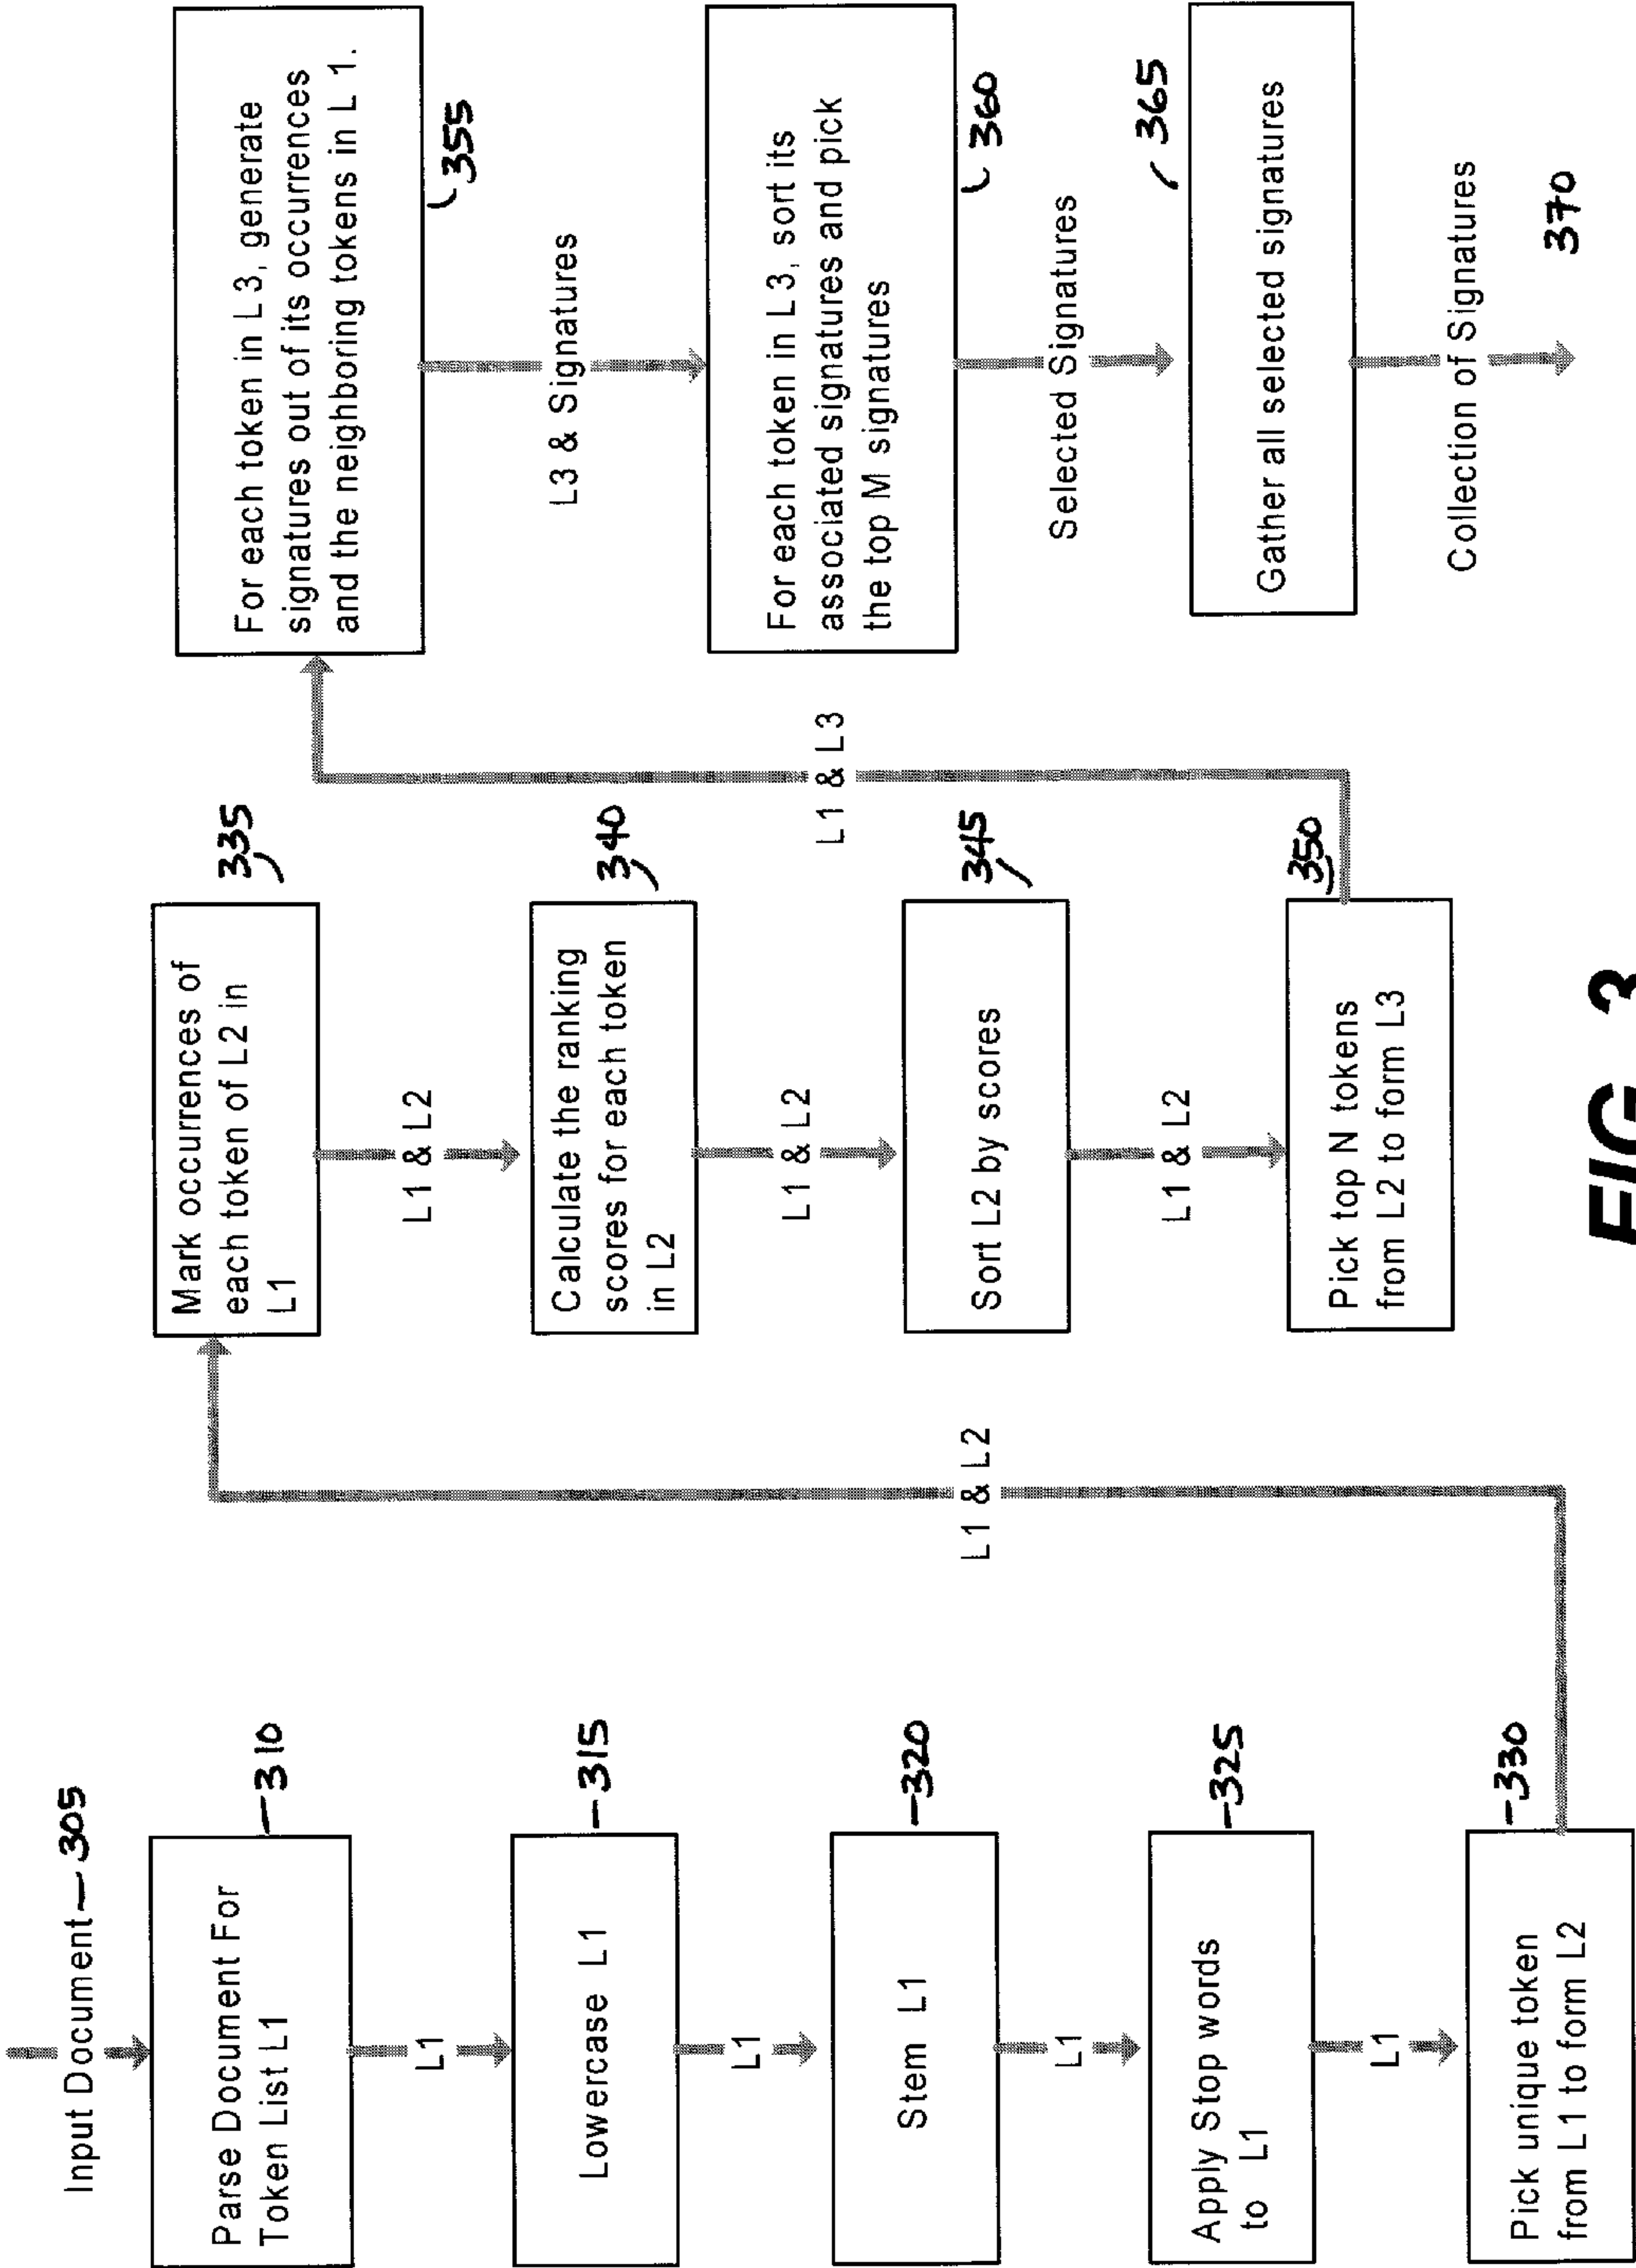 Input Document 305
Parse Document For
Token List L1
310
L1
Lowercase L1
315
L1
Stem L1
320
L1
Apply Stop words
to L1
325
L1
Pick unique token
from L1 to form L2
330
L1 & L2
Mark occurrences of
each token of L2 in
L1
335
L1 & L2
Calculate the ranking
scores for each token
in L2
340
L1 & L2
Sort L2 by scores
345
L1 & L2
Pick top N tokens
from L2 to form L3
350
L1 & L3
For each token in L3, generate
signatures out of its occurrences
and the neighboring tokens in L1.
355
L3 & Signatures
For each token in L3, sort its
associated signatures and pick
the top M signatures
360
Selected Signatures
Gather all selected signatures
365
Collection of Signatures
370
FIG 3